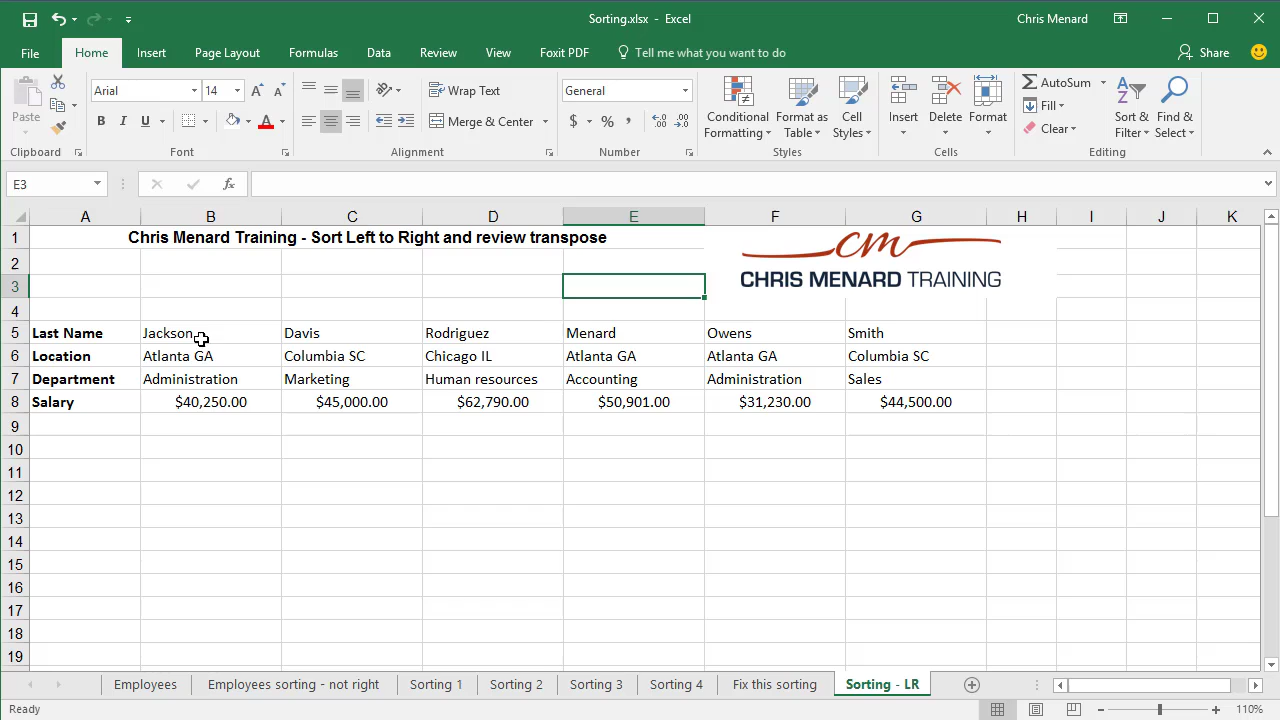 Sorting.xlsx - Excel
Chris Menard
File Home Insert Page Layout Formulas Data Review View Foxit PDF Tell me what you want to do Share
Paste
Arial 14
B I U A
Wrap Text
Merge & Center
General
$ % ,
Conditional Formatting
Format as Table
Cell Styles
Insert Delete Format
AutoSum
Fill
Clear
Sort & Filter
Find & Select
Clipboard Font Alignment Number Styles Cells Editing
E3 fx
A B C D E F G H I J K
1 Chris Menard Training - Sort Left to Right and review transpose
cm
CHRIS MENARD TRAINING
2
3
4
5 Last Name Jackson Davis Rodriguez Menard Owens Smith
6 Location Atlanta GA Columbia SC Chicago IL Atlanta GA Atlanta GA Columbia SC
7 Department Administration Marketing Human resources Accounting Administration Sales
8 Salary $40,250.00 $45,000.00 $62,790.00 $50,901.00 $31,230.00 $44,500.00
9
10
11
12
13
14
15
16
17
18
19
Employees Employees sorting - not right Sorting 1 Sorting 2 Sorting 3 Sorting 4 Fix this sorting Sorting - LR
Ready 110%